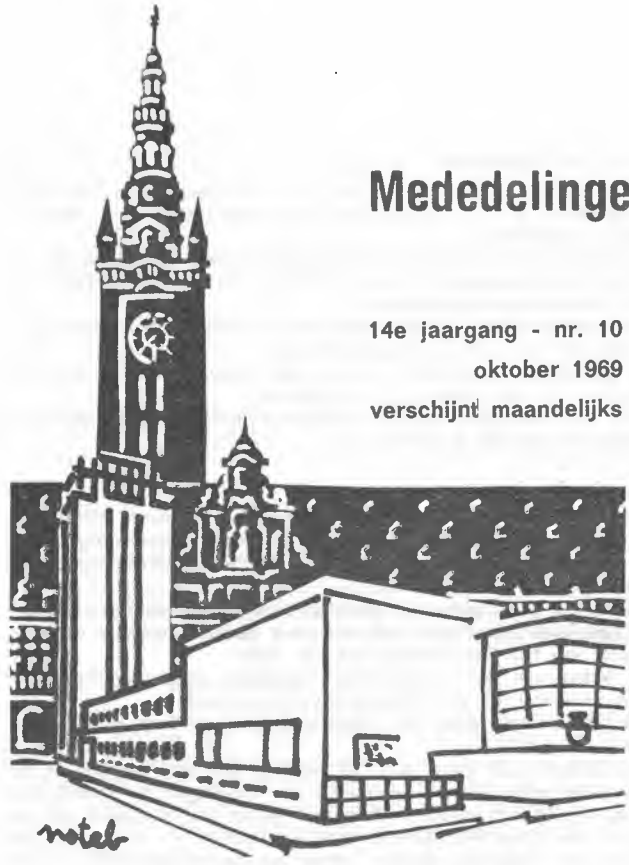 Mededelinge
14e jaargang - nr. 10
oktober 1969
verschijnt maandelijks
noteb